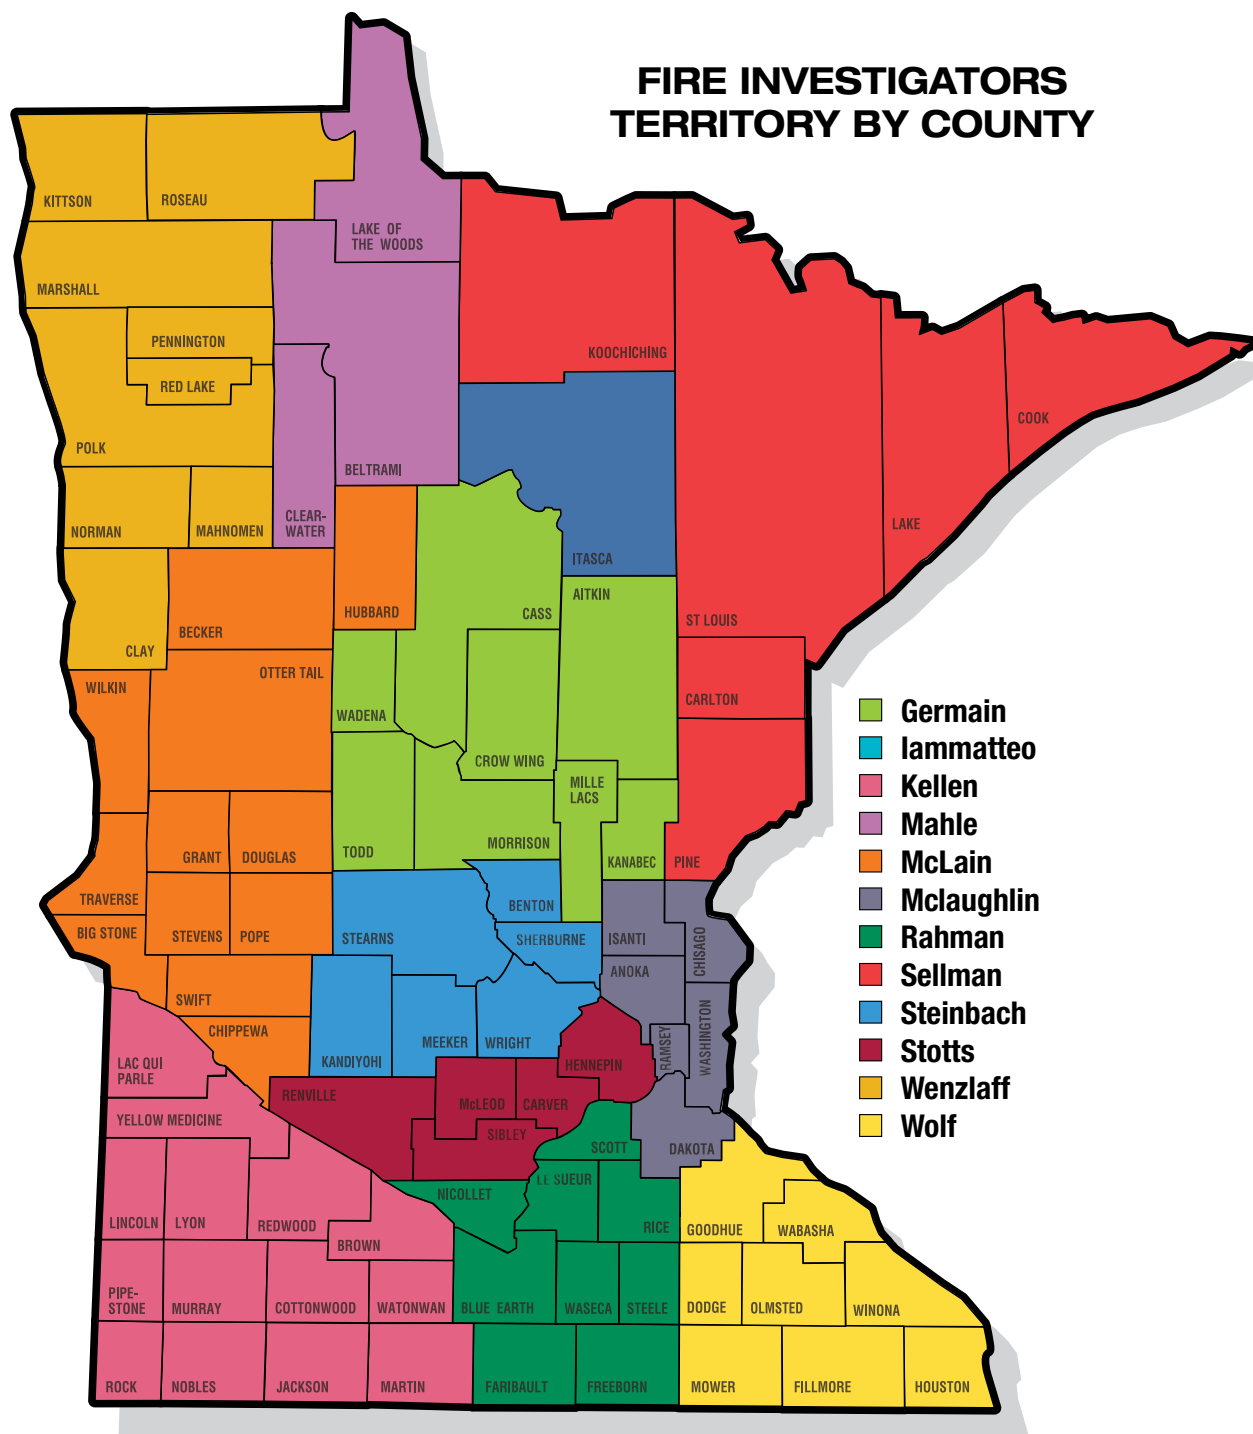 FIRE INVESTIGATORS
TERRITORY BY COUNTY
KITTSON
ROSEAU
LAKE OF
THE WOODS
MARSHALL
PENNINGTON
RED LAKE
POLK
KOOCHICHING
COOK
BELTRAMI
NORMAN
MAHNOMEN
CLEAR-
WATER
LAKE
ITASCA
AITKIN
HUBBARD
CASS
ST LOUIS
BECKER
CLAY
OTTER TAIL
WILKIN
CARLTON
WADENA
CROW WING
MILLE
LACS
MORRISON
TODD
GRANT
DOUGLAS
KANABEC
PINE
TRAVERSE
BENTON
BIG STONE
STEVENS
POPE
STEARNS
SHERBURNE
ISANTI
CHISAGO
ANOKA
SWIFT
CHIPPEWA
KANDIYOHI
MEEKER
WRIGHT
RAMSEY
WASHINGTON
HENNEPIN
LAC QUI
PARLE
RENVILLE
McLEOD
CARVER
YELLOW MEDICINE
SIBLEY
SCOTT
DAKOTA
LE SUEUR
NICOLLET
LINCOLN
LYON
REDWOOD
BROWN
RICE
GOODHUE
WABASHA
PIPE-
STONE
MURRAY
COTTONWOOD
WATONWAN
BLUE EARTH
WASECA
STEELE
DODGE
OLMSTED
WINONA
ROCK
NOBLES
JACKSON
MARTIN
FARIBAULT
FREEBORN
MOWER
FILLMORE
HOUSTON
Germain
Iammatteo
Kellen
Mahle
McLain
Mclaughlin
Rahman
Sellman
Steinbach
Stotts
Wenzlaff
Wolf